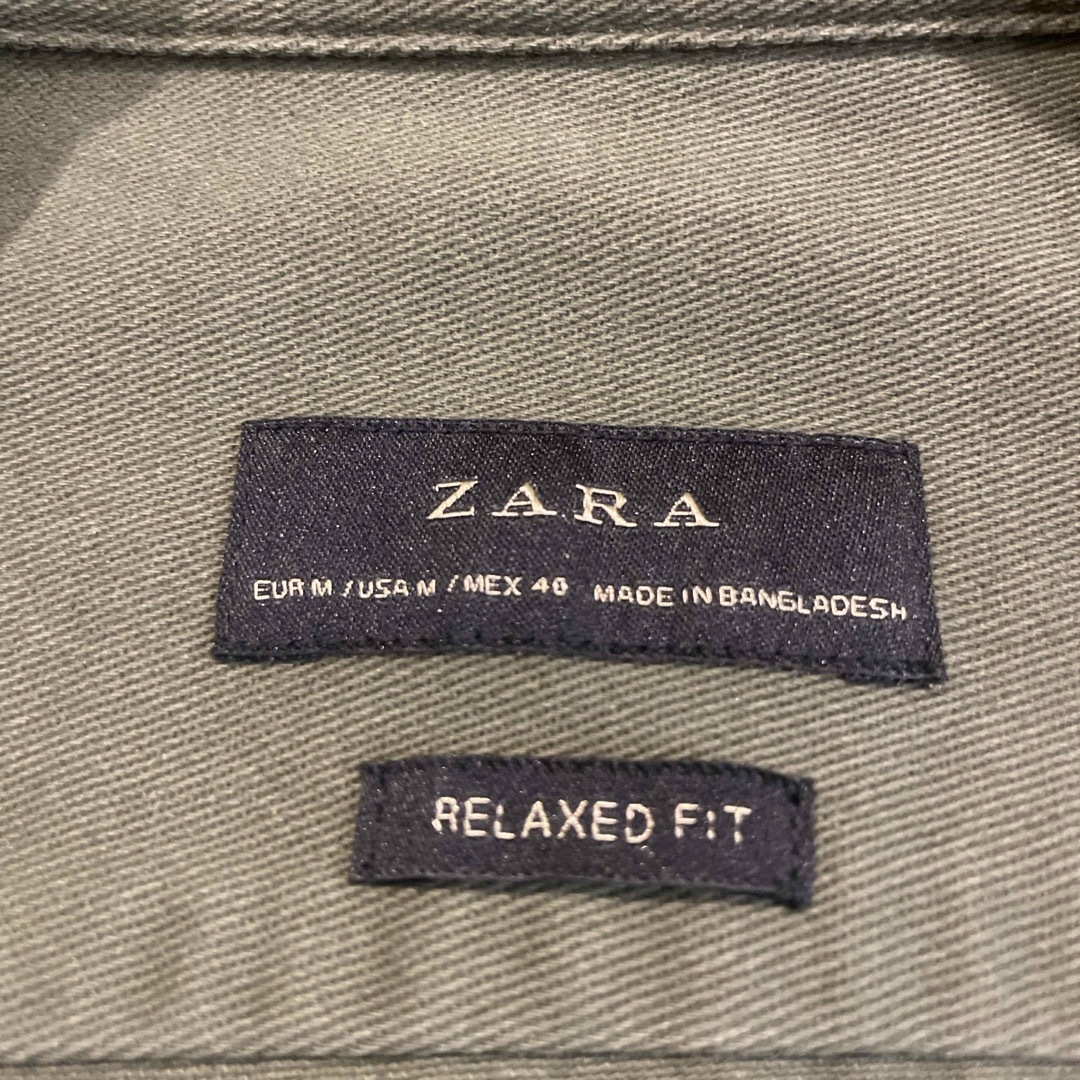 ZARA
EUR M / USA M / MEX 40 MADE IN BANGLADESH
RELAXED FIT